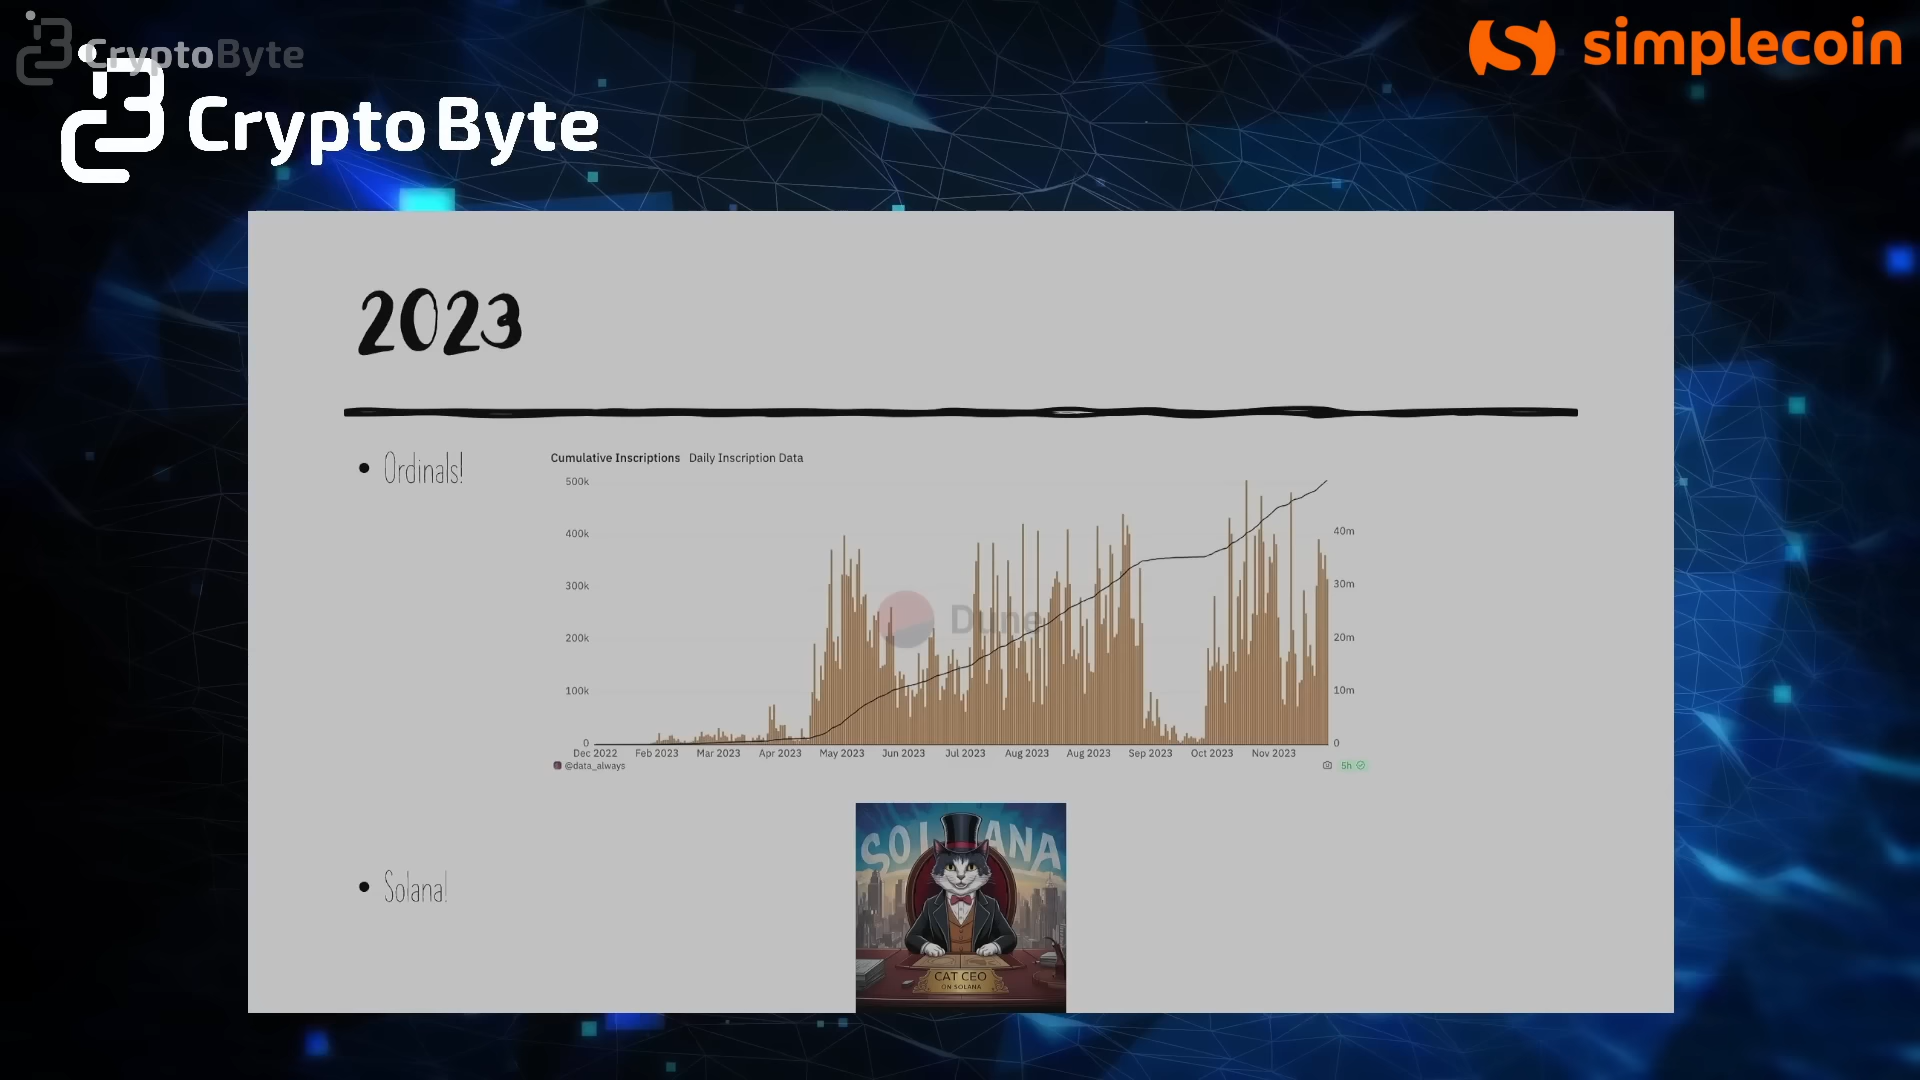 CryptoByte
simplecoin
CryptoByte
2023
Ordinals!
Cumulative Inscriptions Daily Inscription Data
500k
400k
300k
200k
100k
0
40m
30m
20m
10m
0
Dune
Dec 2022 Feb 2023 Mar 2023 Apr 2023 May 2023 Jun 2023 Jul 2023 Aug 2023 Aug 2023 Sep 2023 Oct 2023 Nov 2023
@data_always
5h
Solana!
SOLANA
CAT CEO
ON SOLANA